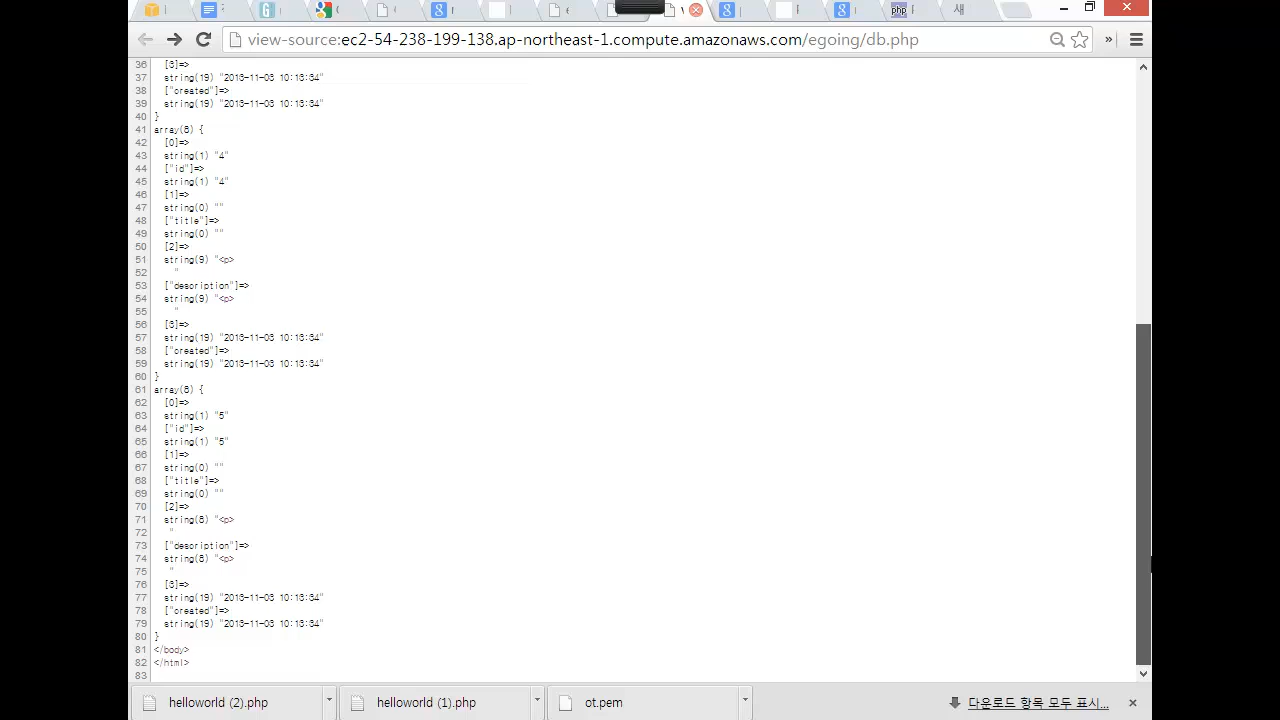 php
새
view-source:ec2-54-238-199-138.ap-northeast-1.compute.amazonaws.com/egoing/db.php
36 [3]=>
37 string(19) "2013-11-03 10:13:34"
38 ["created"]=>
39 string(19) "2013-11-03 10:13:34"
40 }
41 array(8) {
42 [0]=>
43 string(1) "4"
44 ["id"]=>
45 string(1) "4"
46 [1]=>
47 string(0) ""
48 ["title"]=>
49 string(0) ""
50 [2]=>
51 string(9) "<p>
52 "
53 ["description"]=>
54 string(9) "<p>
55 "
56 [3]=>
57 string(19) "2013-11-03 10:13:34"
58 ["created"]=>
59 string(19) "2013-11-03 10:13:34"
60 }
61 array(8) {
62 [0]=>
63 string(1) "5"
64 ["id"]=>
65 string(1) "5"
66 [1]=>
67 string(0) ""
68 ["title"]=>
69 string(0) ""
70 [2]=>
71 string(8) "<p>
72 "
73 ["description"]=>
74 string(8) "<p>
75 "
76 [3]=>
77 string(19) "2013-11-03 10:13:34"
78 ["created"]=>
79 string(19) "2013-11-03 10:13:34"
80 }
81 </body>
82 </html>
83
helloworld (2).php
helloworld (1).php
ot.pem
다운로드 항목 모두 표시...